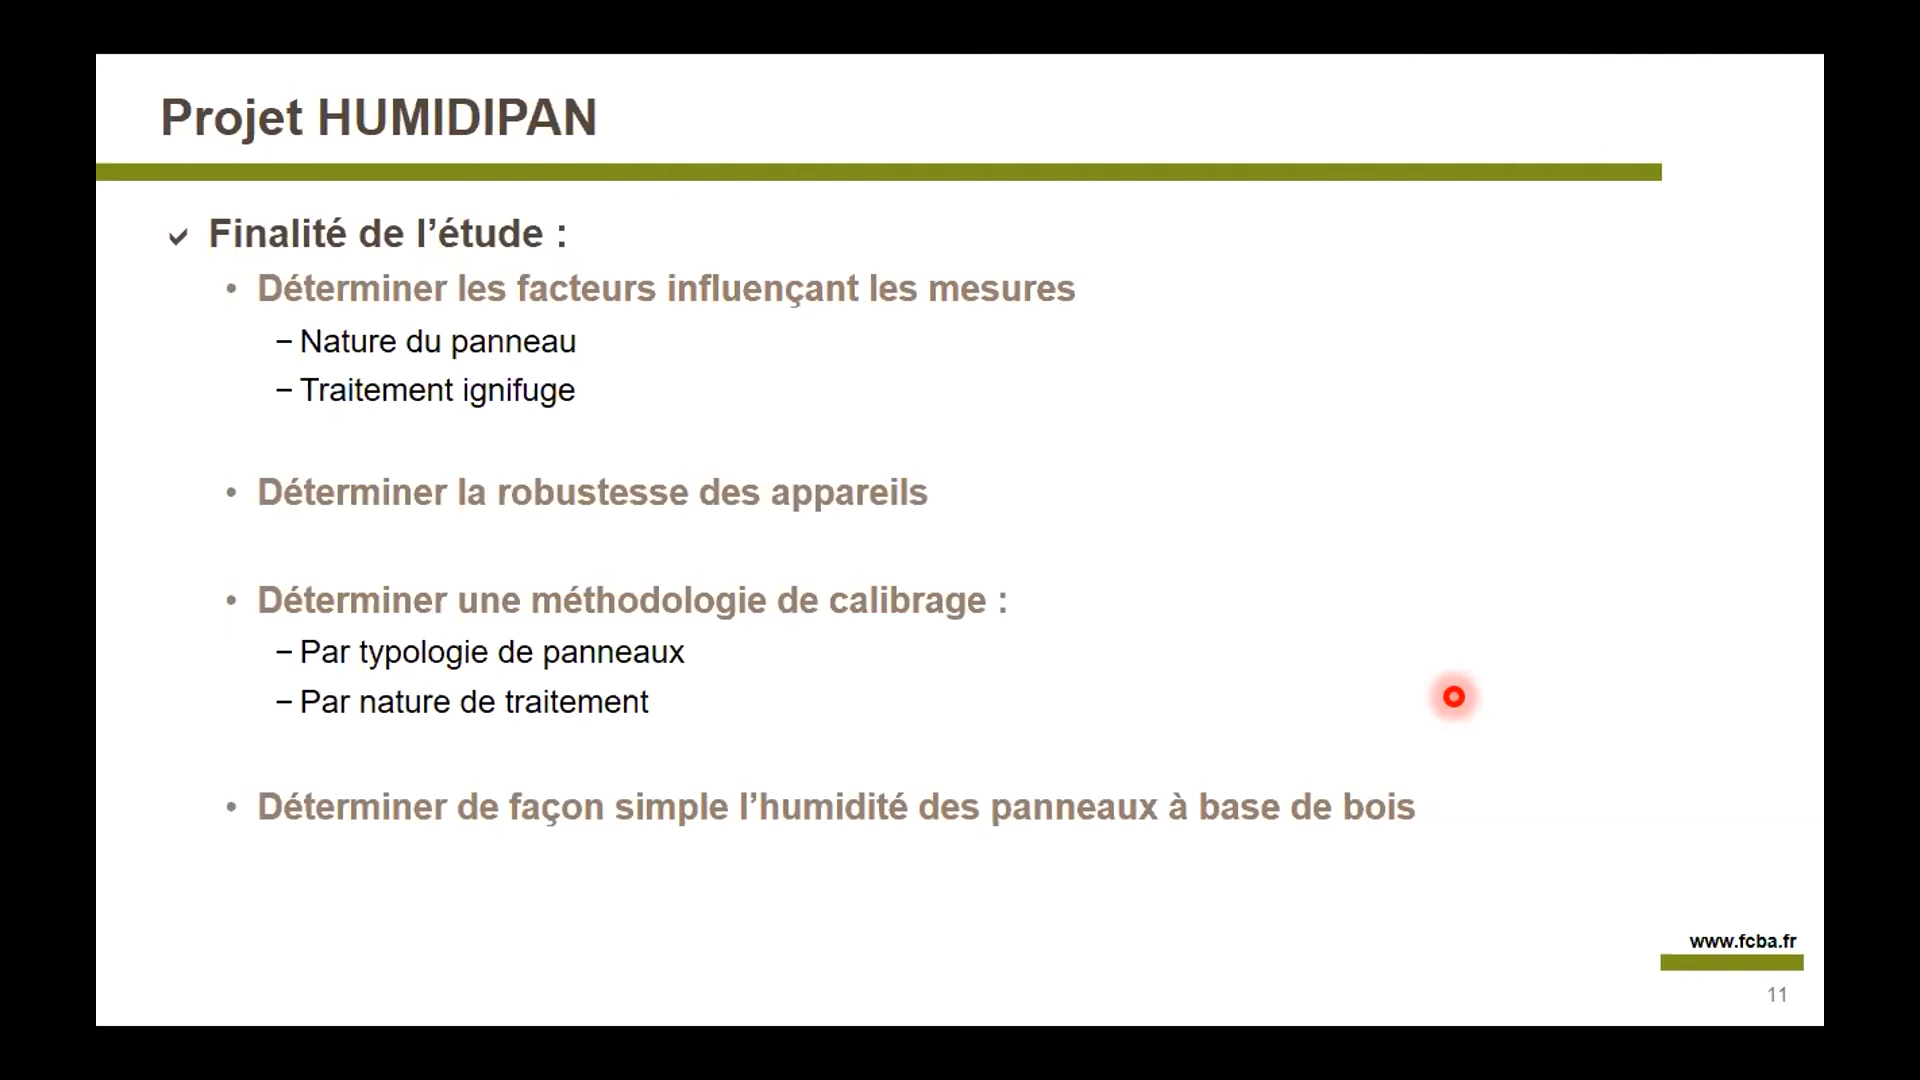 Projet HUMIDIPAN
Finalité de l’étude :
• Déterminer les facteurs influençant les mesures
− Nature du panneau
− Traitement ignifuge
• Déterminer la robustesse des appareils
• Déterminer une méthodologie de calibrage :
− Par typologie de panneaux
− Par nature de traitement
• Déterminer de façon simple l’humidité des panneaux à base de bois
www.fcba.fr
11